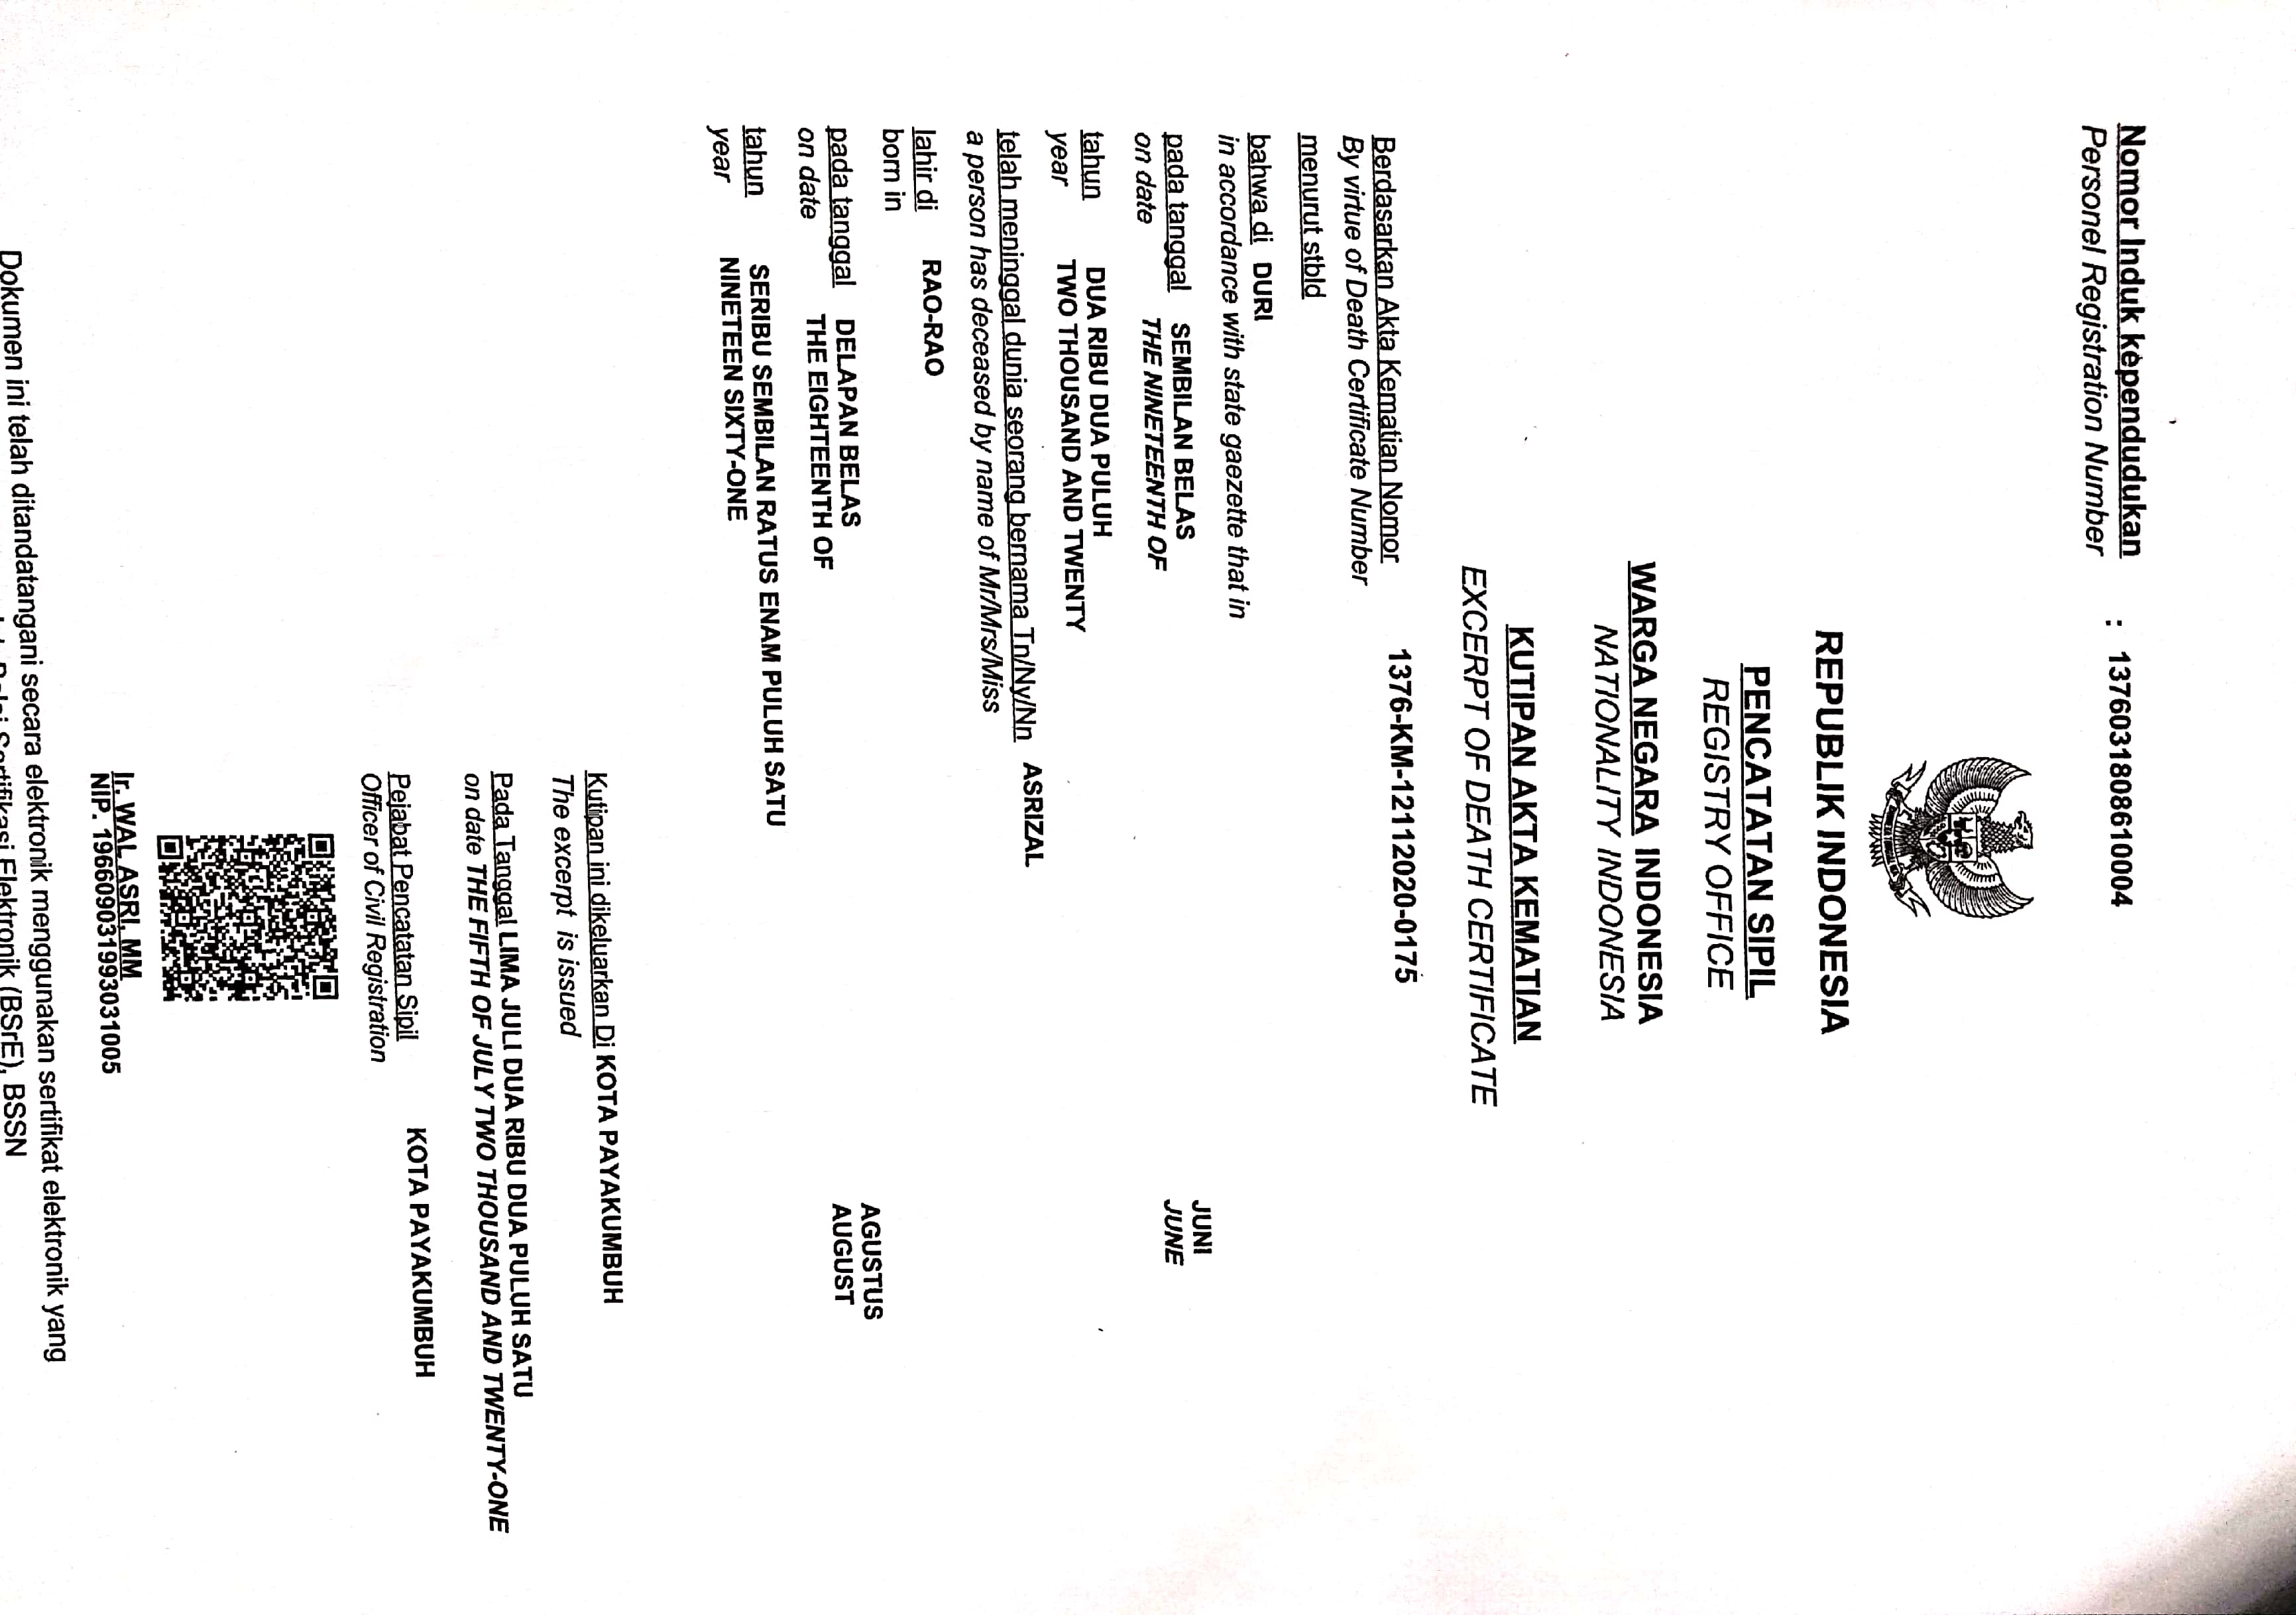 Nomor Induk kependudukan : 1376031808610004
Personel Registration Number
REPUBLIK INDONESIA
PENCATATAN SIPIL
REGISTRY OFFICE
WARGA NEGARA INDONESIA
NATIONALITY INDONESIA
KUTIPAN AKTA KEMATIAN
EXCERPT OF DEATH CERTIFICATE
Berdasarkan Akta Kematian Nomor 1376-KM-12112020-0175
By virtue of Death Certificate Number
menurut stbld
bahwa di DURI
in accordance with state gaezette that in
pada tanggal SEMBILAN BELAS JUNI
on date THE NINETEENTH OF JUNE
tahun DUA RIBU DUA PULUH
year TWO THOUSAND AND TWENTY
telah meninggal dunia seorang bernama Tn/Ny/Nn ASRIZAL
a person has deceased by name of Mr/Mrs/Miss
lahir di RAO-RAO
born in
pada tanggal DELAPAN BELAS AGUSTUS
on date THE EIGHTEENTH OF AUGUST
tahun SERIBU SEMBILAN RATUS ENAM PULUH SATU
year NINETEEN SIXTY-ONE
Kutipan ini dikeluarkan Di KOTA PAYAKUMBUH
The excerpt is issued
Pada Tanggal LIMA JULI DUA RIBU DUA PULUH SATU
on date THE FIFTH OF JULY TWO THOUSAND AND TWENTY-ONE
Pejabat Pencatatan Sipil KOTA PAYAKUMBUH
Officer of Civil Registration
Ir. WAL ASRI, MM
NIP. 196609031993031005
Dokumen ini telah ditandatangani secara elektronik menggunakan sertifikat elektronik yang
Sertifikasi Elektronik (BSrE), BSSN